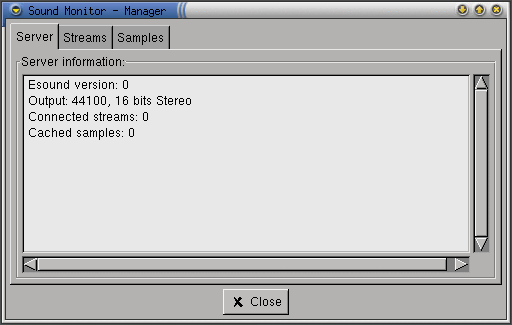 Sound Monitor - Manager
Server Streams Samples
Server information:
Esound version: 0
Output: 44100, 16 bits Stereo
Connected streams: 0
Cached samples: 0
Close